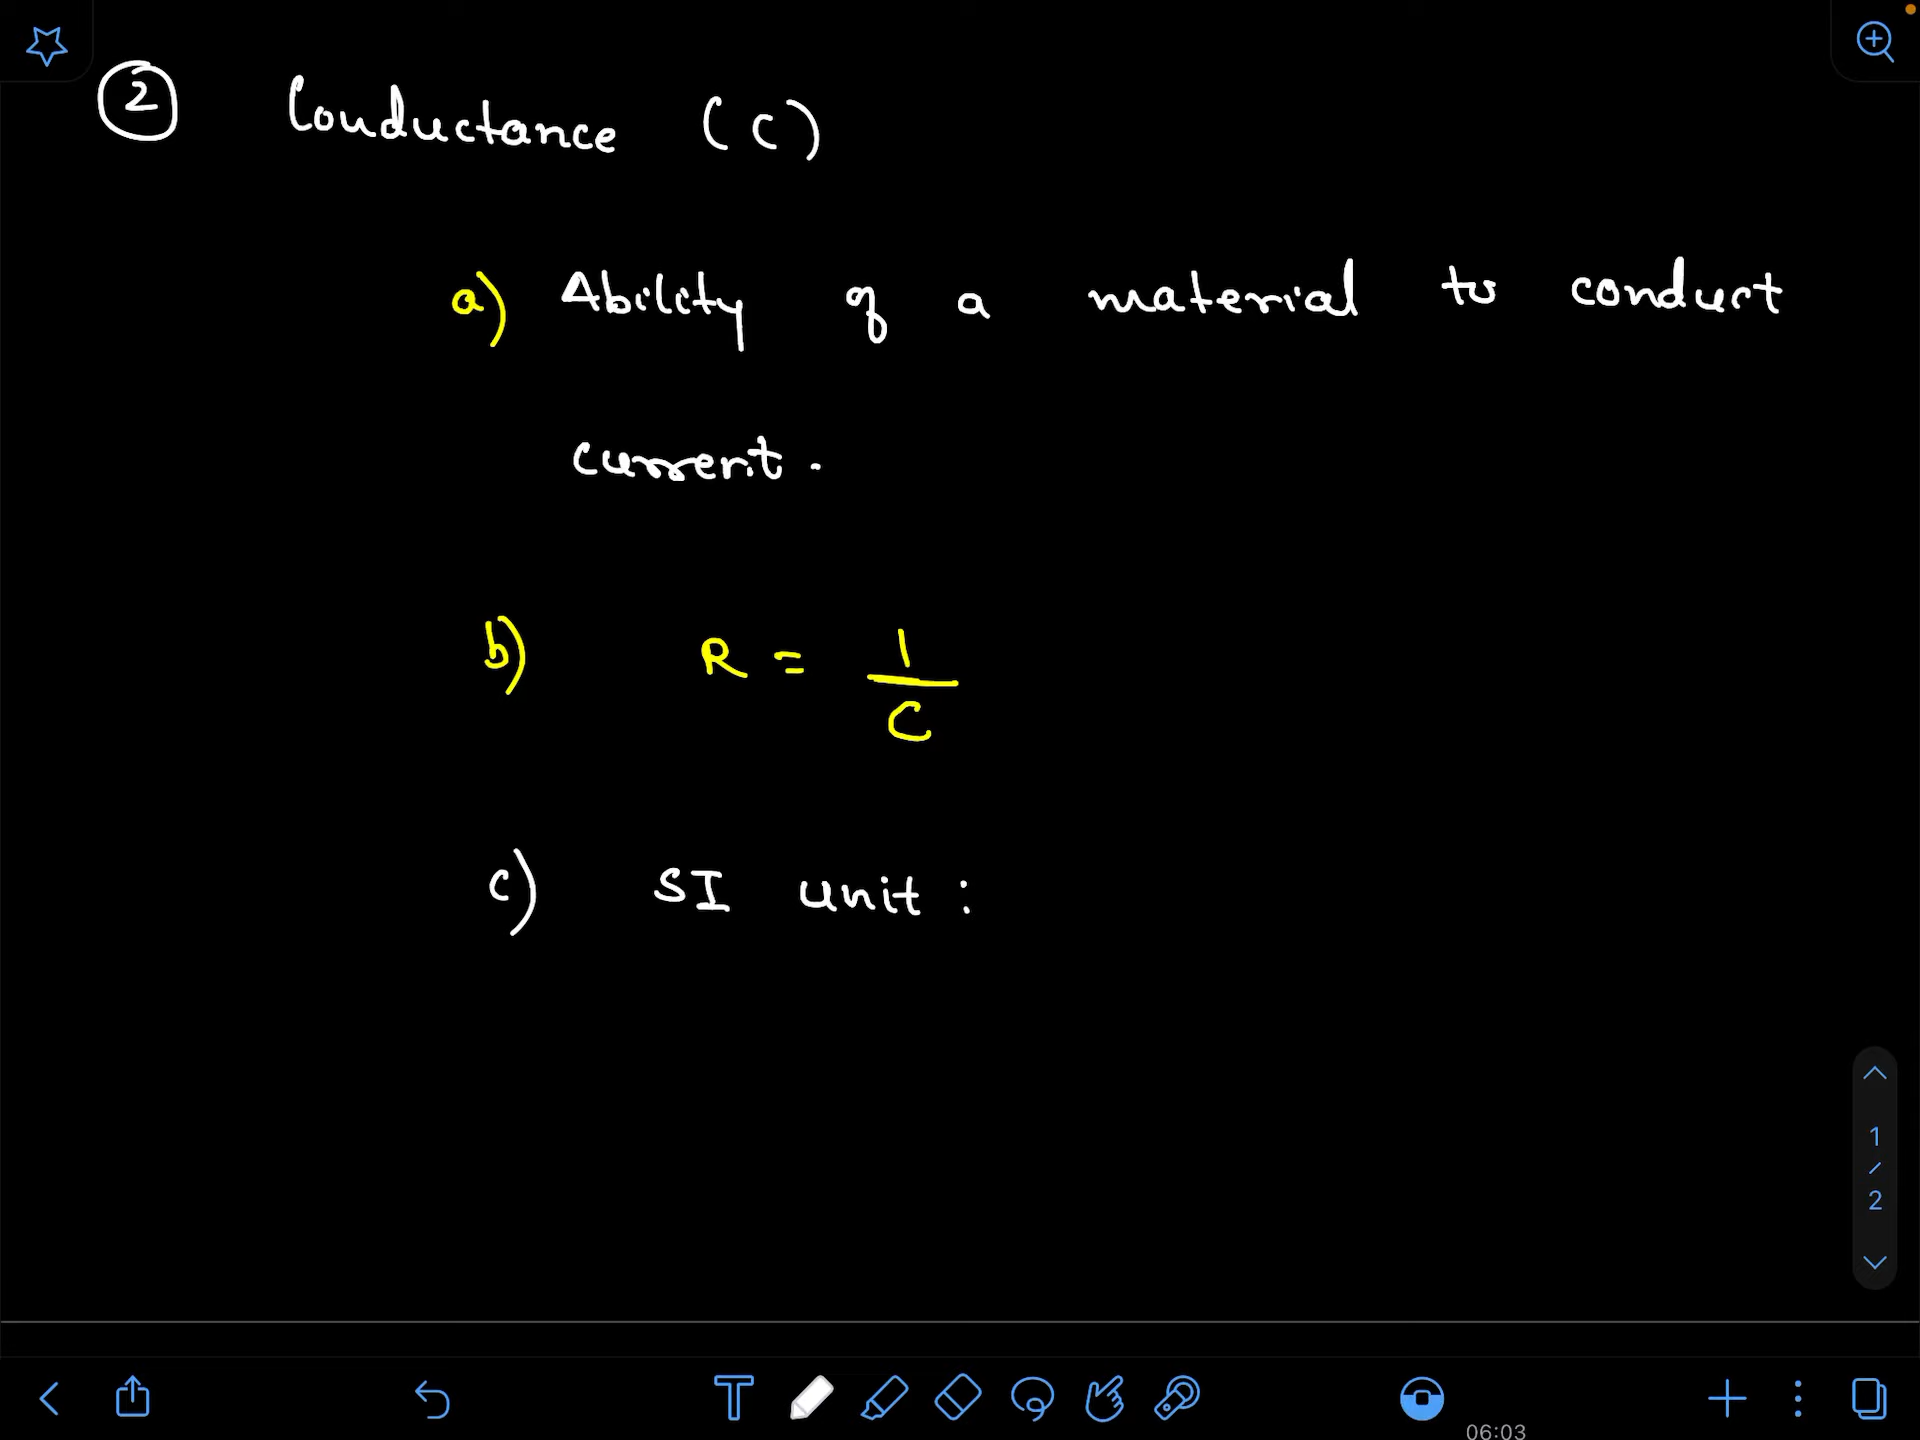 2 Conductance (C)
a) Ability of a material to conduct
current.
b) R = 1/C
c) SI unit :
1
/
2
T
06:03